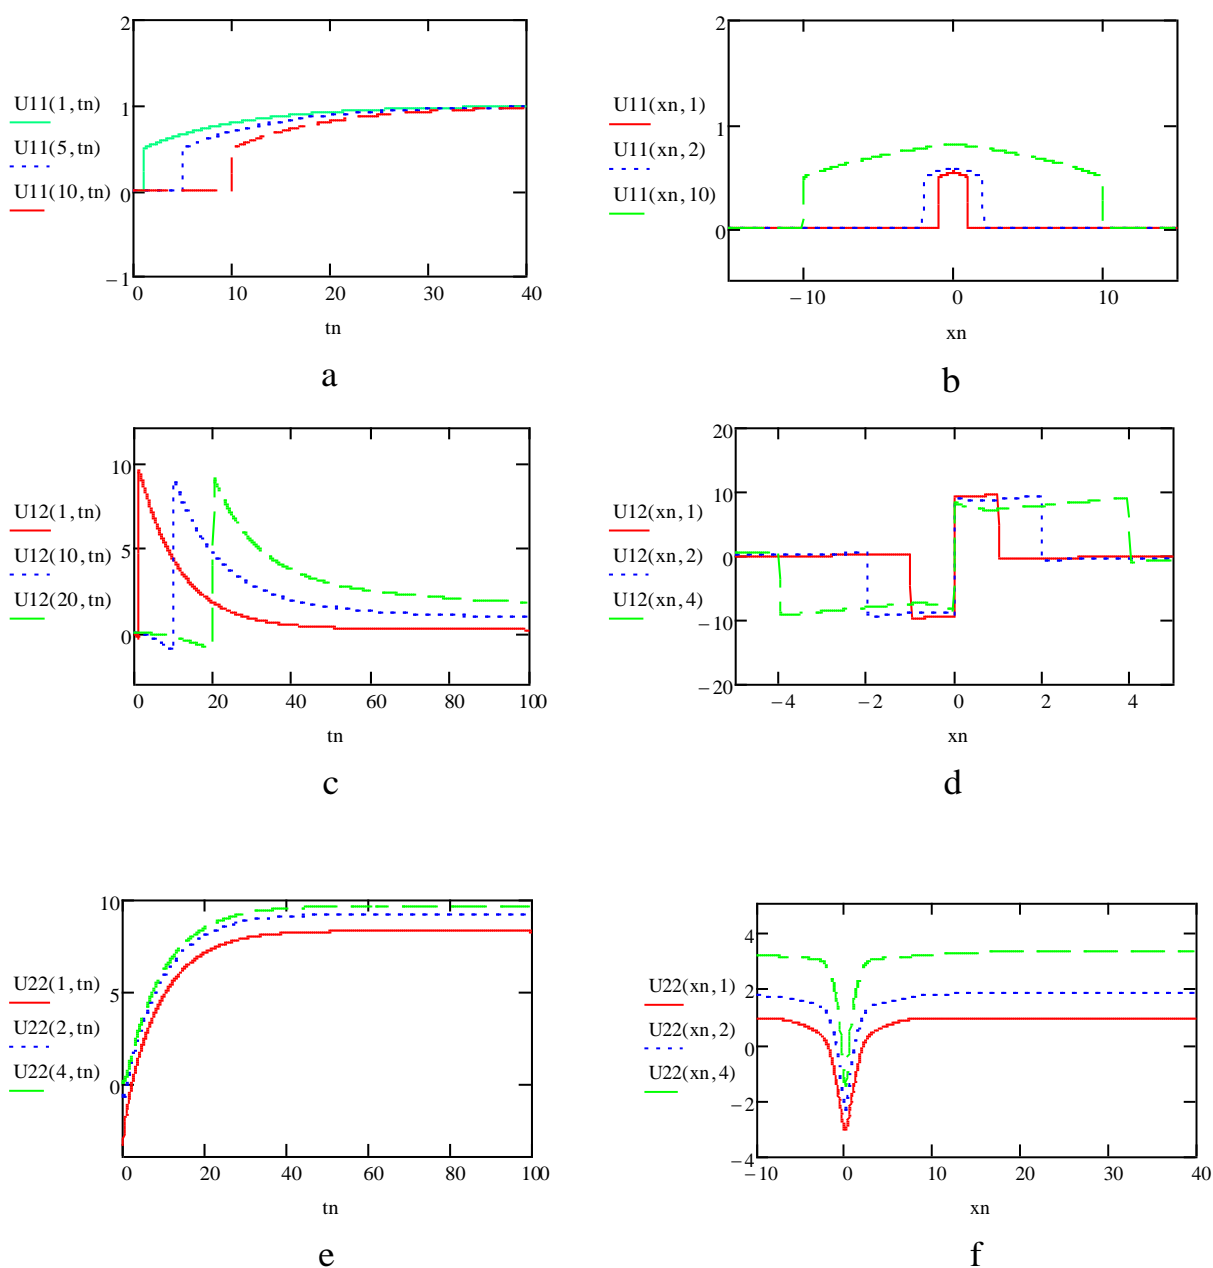 2
1
0
−1
U11(1,tn)
U11(5,tn)
U11(10,tn)
0 10 20 30 40
tn
a
2
1
0
U11(xn,1)
U11(xn,2)
U11(xn,10)
−10 0 10
xn
b
10
5
0
U12(1,tn)
U12(10,tn)
U12(20,tn)
0 20 40 60 80 100
tn
c
20
10
0
−10
−20
U12(xn,1)
U12(xn,2)
U12(xn,4)
−4 −2 0 2 4
xn
d
10
5
0
U22(1,tn)
U22(2,tn)
U22(4,tn)
0 20 40 60 80 100
tn
e
4
2
0
−2
−4
U22(xn,1)
U22(xn,2)
U22(xn,4)
−10 0 10 20 30 40
xn
f